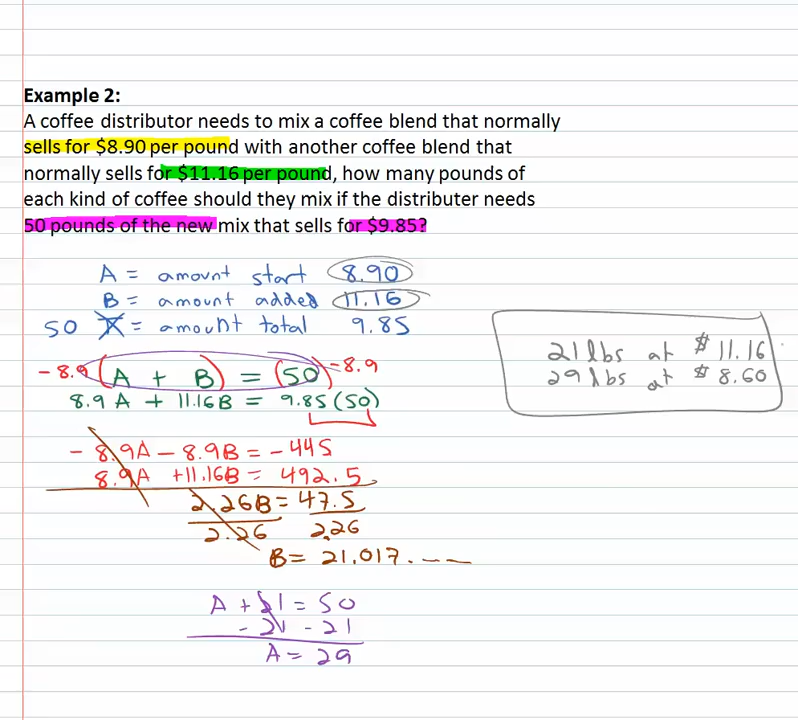 Example 2:
A coffee distributor needs to mix a coffee blend that normally
sells for $8.90 per pound with another coffee blend that
normally sells for $11.16 per pound, how many pounds of
each kind of coffee should they mix if the distributer needs
50 pounds of the new mix that sells for $9.85?
A = amount start 8.90
B = amount added 11.16
50 X = amount total 9.85
-8.9(A + B) = (50)-8.9
8.9A + 11.16B = 9.85(50)
- 8.9A - 8.9B = -445
8.9A +11.16B = 492.5
2.26B = 47.5
2.26 2.26
B = 21.017...
A + 21 = 50
- 21 - 21
A = 29
21 lbs at $ 11.16
29 lbs at $ 8.60